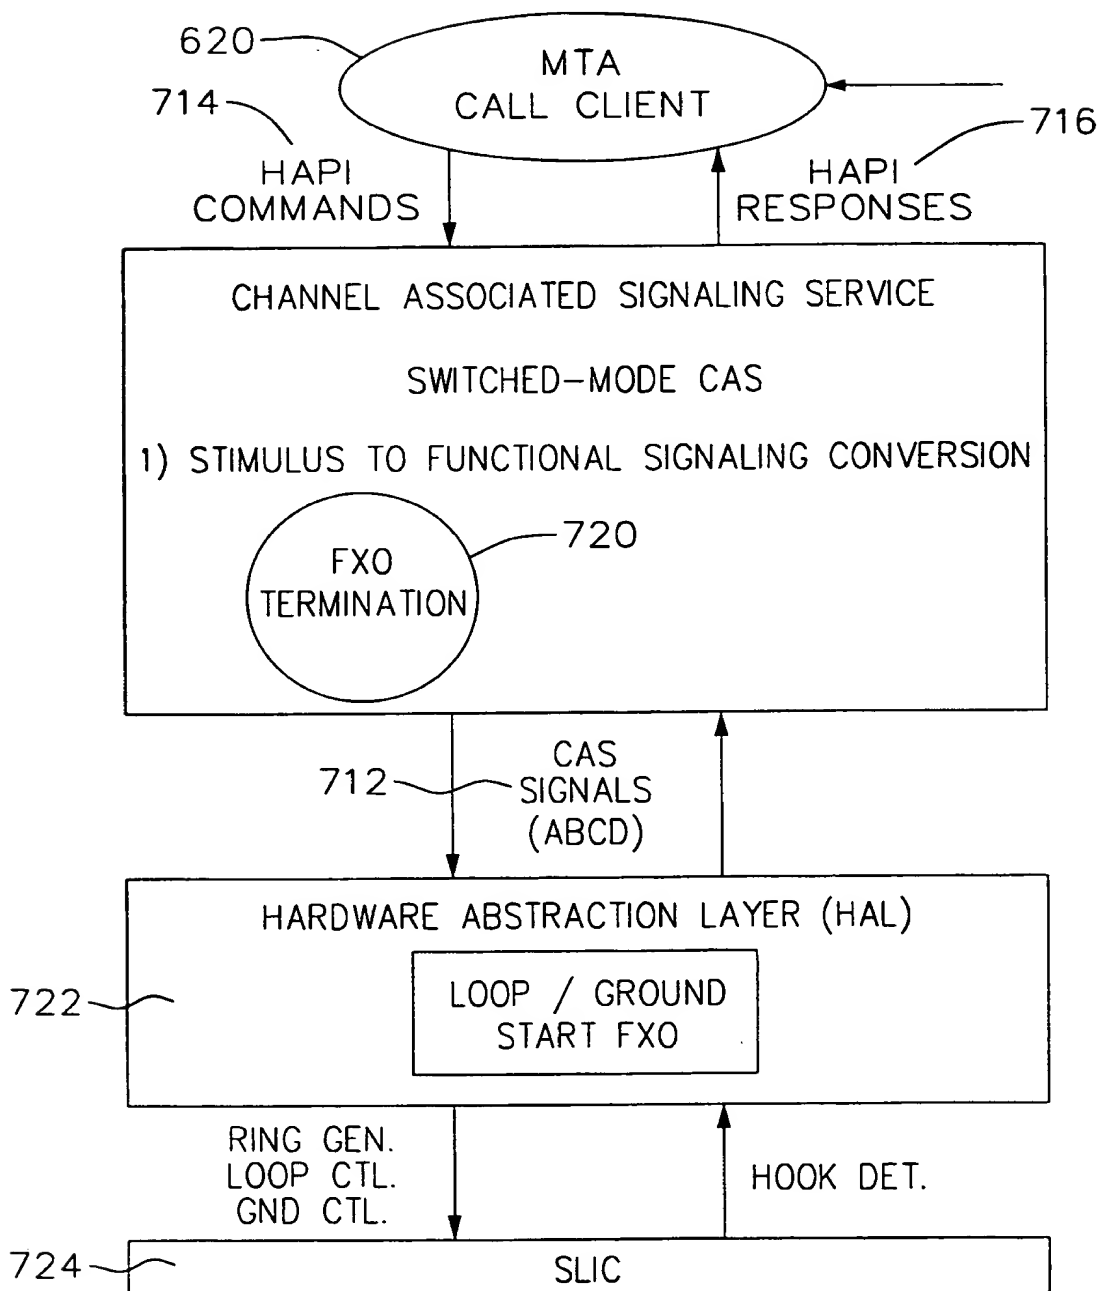 620
MTA
CALL CLIENT
714
716
HAPI
COMMANDS
HAPI
RESPONSES
CHANNEL ASSOCIATED SIGNALING SERVICE
SWITCHED-MODE CAS
1) STIMULUS TO FUNCTIONAL SIGNALING CONVERSION
720
FXO
TERMINATION
712
CAS
SIGNALS
(ABCD)
HARDWARE ABSTRACTION LAYER (HAL)
722
LOOP / GROUND
START FXO
RING GEN.
LOOP CTL.
GND CTL.
HOOK DET.
724
SLIC